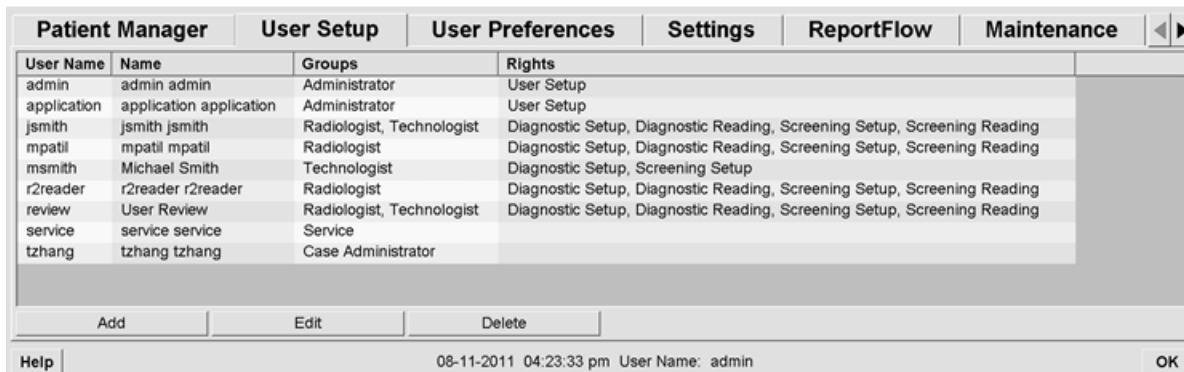 Patient Manager User Setup User Preferences Settings ReportFlow Maintenance
User Name Name Groups Rights
admin admin admin Administrator User Setup
application application application Administrator User Setup
jsmith jsmith jsmith Radiologist, Technologist Diagnostic Setup, Diagnostic Reading, Screening Setup, Screening Reading
mpatil mpatil mpatil Radiologist Diagnostic Setup, Diagnostic Reading, Screening Setup, Screening Reading
msmith Michael Smith Technologist Diagnostic Setup, Screening Setup
r2reader r2reader r2reader Radiologist Diagnostic Setup, Diagnostic Reading, Screening Setup, Screening Reading
review User Review Radiologist, Technologist Diagnostic Setup, Diagnostic Reading, Screening Setup, Screening Reading
service service service Service
tzhang tzhang tzhang Case Administrator
Add Edit Delete
Help 08-11-2011 04:23:33 pm User Name: admin OK